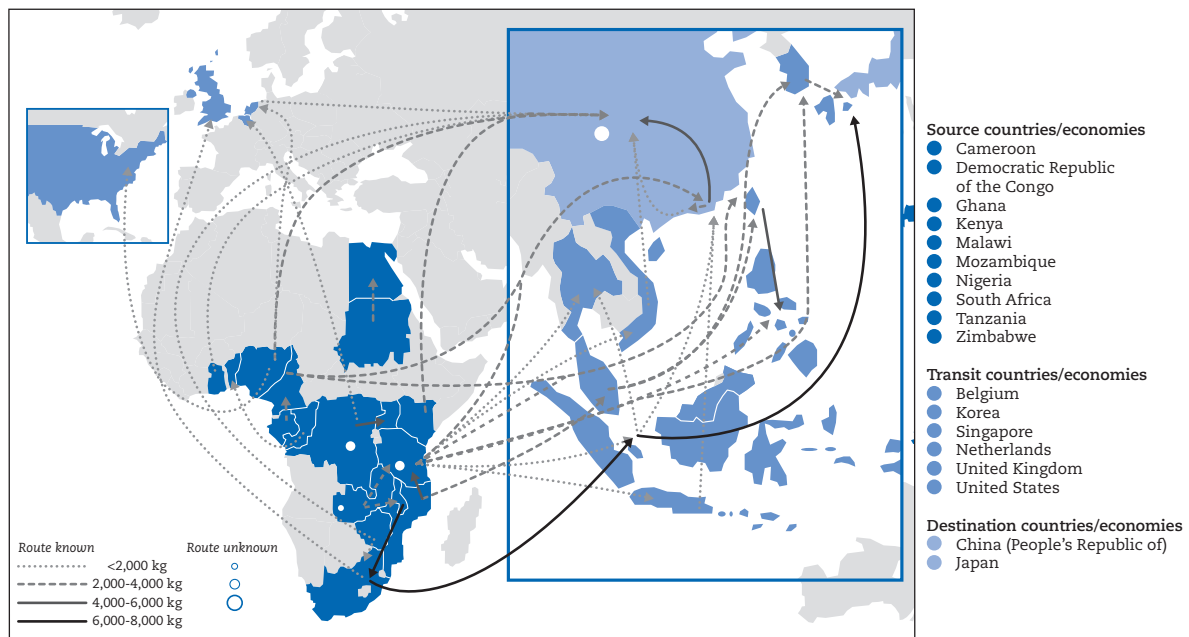 Source countries/economies
Cameroon
Democratic Republic
of the Congo
Ghana
Kenya
Malawi
Mozambique
Nigeria
South Africa
Tanzania
Zimbabwe
Transit countries/economies
Belgium
Korea
Singapore
Netherlands
United Kingdom
United States
Destination countries/economies
China (People's Republic of)
Japan
Route known
<2,000 kg
2,000-4,000 kg
4,000-6,000 kg
6,000-8,000 kg
Route unknown